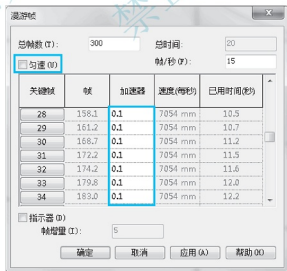 漫游帧
总帧数(T): 300 总时间: 20
匀速(U) 帧/秒(F): 15
关键帧 帧 加速器 速度(每秒) 已用时间(秒)
28 158.1 0.1 7054 mm 10.5
29 161.2 0.1 7054 mm 10.7
30 168.7 0.1 7054 mm 11.2
31 172.2 0.1 7054 mm 11.5
32 174.2 0.1 7054 mm 11.6
33 179.8 0.1 7054 mm 12.0
34 183.0 0.1 7054 mm 12.2
指示器(D)
帧增量(I): 5
确定 取消 应用(A) 帮助(H)